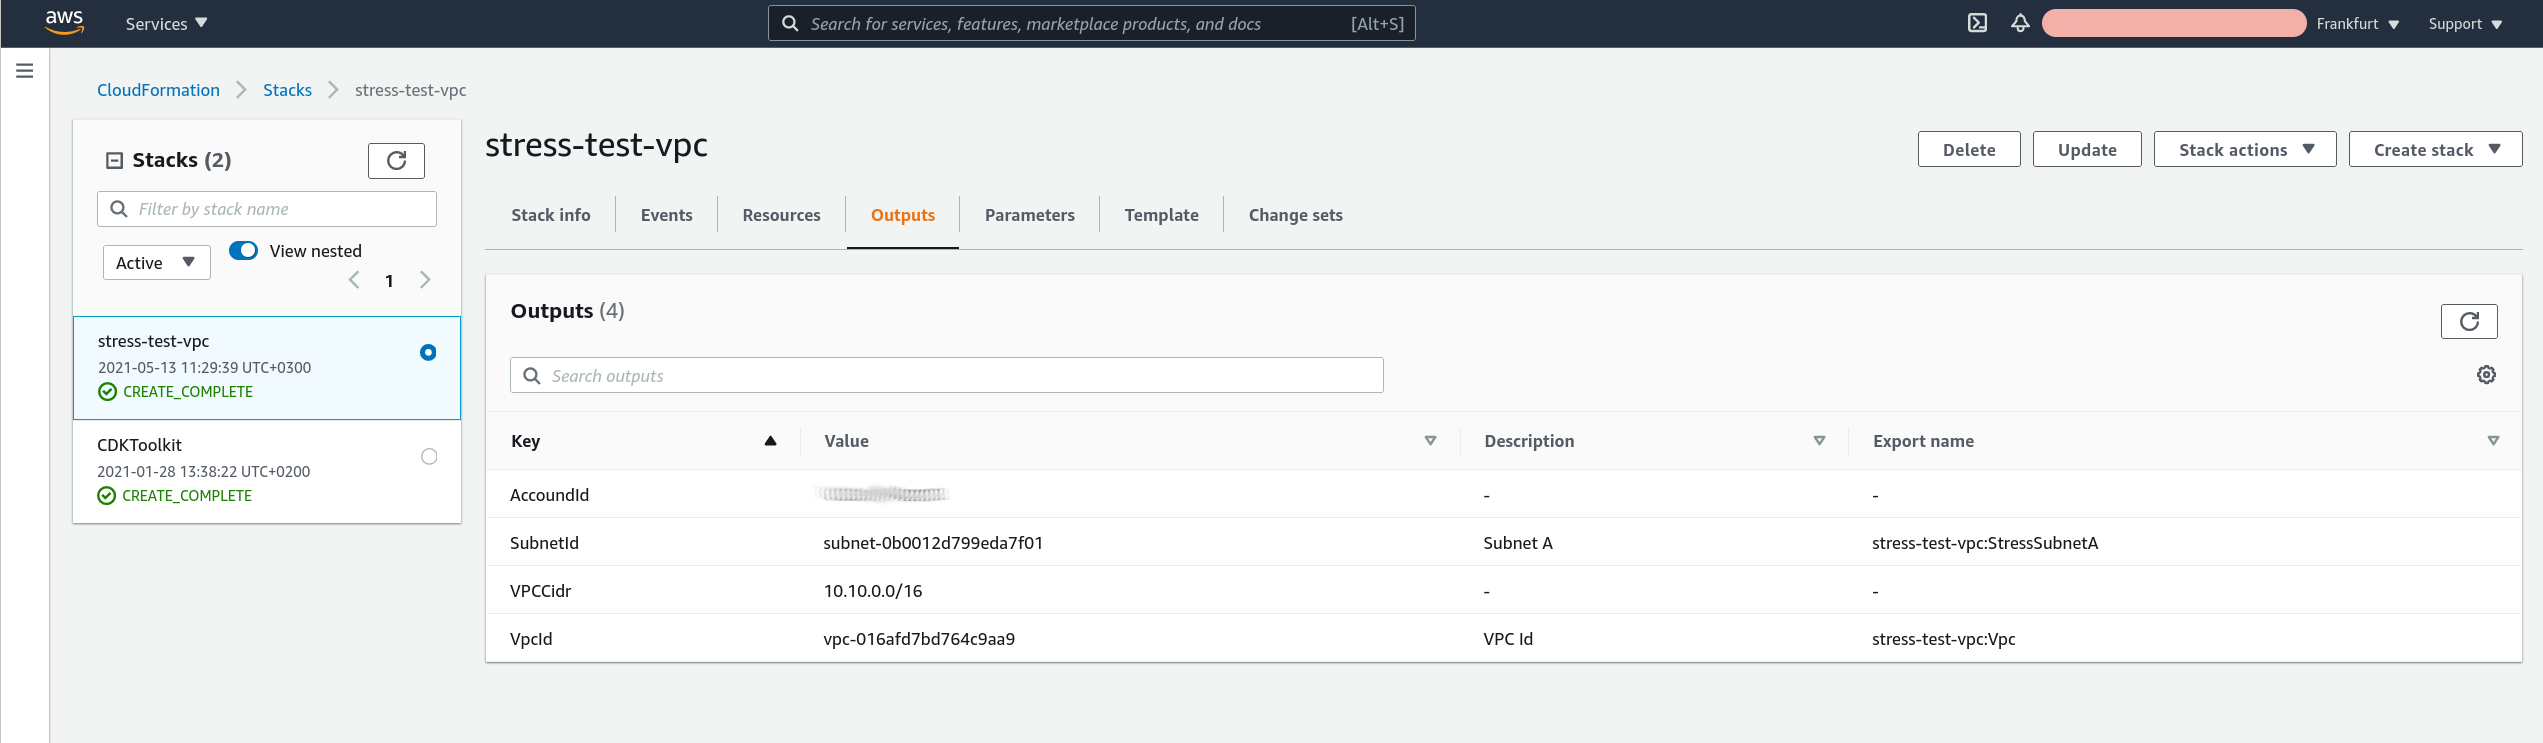 aws Services Search for services, features, marketplace products, and docs [Alt+S] Frankfurt Support
CloudFormation Stacks stress-test-vpc
Stacks (2)
Filter by stack name
Active View nested
1
stress-test-vpc
2021-05-13 11:29:39 UTC+0300
CREATE_COMPLETE
CDKToolkit
2021-01-28 13:38:22 UTC+0200
CREATE_COMPLETE
stress-test-vpc
Delete Update Stack actions Create stack
Stack info Events Resources Outputs Parameters Template Change sets
Outputs (4)
Search outputs
Key Value Description Export name
AccoundId - -
SubnetId subnet-0b0012d799eda7f01 Subnet A stress-test-vpc:StressSubnetA
VPCCidr 10.10.0.0/16 - -
VpcId vpc-016afd7bd764c9aa9 VPC Id stress-test-vpc:Vpc